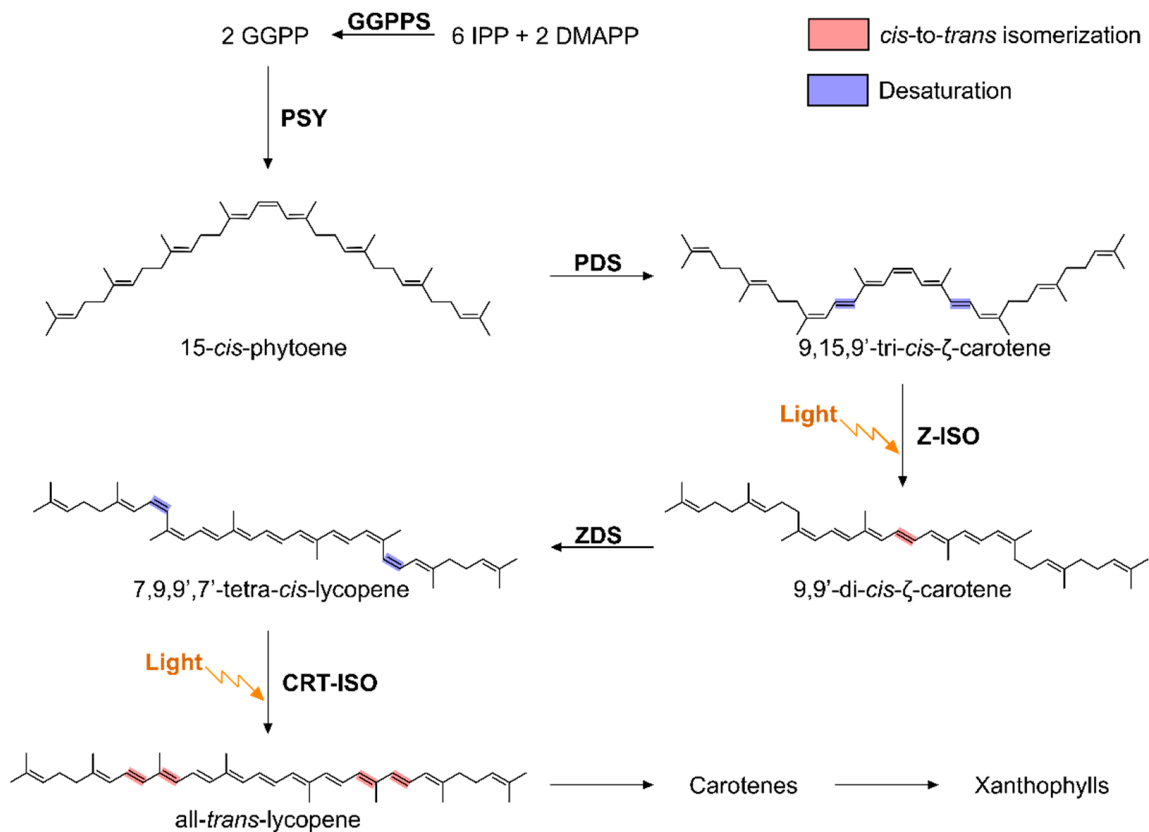 2 GGPP GGPPS 6 IPP + 2 DMAPP
cis-to-trans isomerization
Desaturation
PSY
15-cis-phytoene
PDS
9,15,9’-tri-cis-ζ-carotene
Light
Z-ISO
9,9’-di-cis-ζ-carotene
ZDS
7,9,9’,7’-tetra-cis-lycopene
Light
CRT-ISO
all-trans-lycopene
Carotenes
Xanthophylls